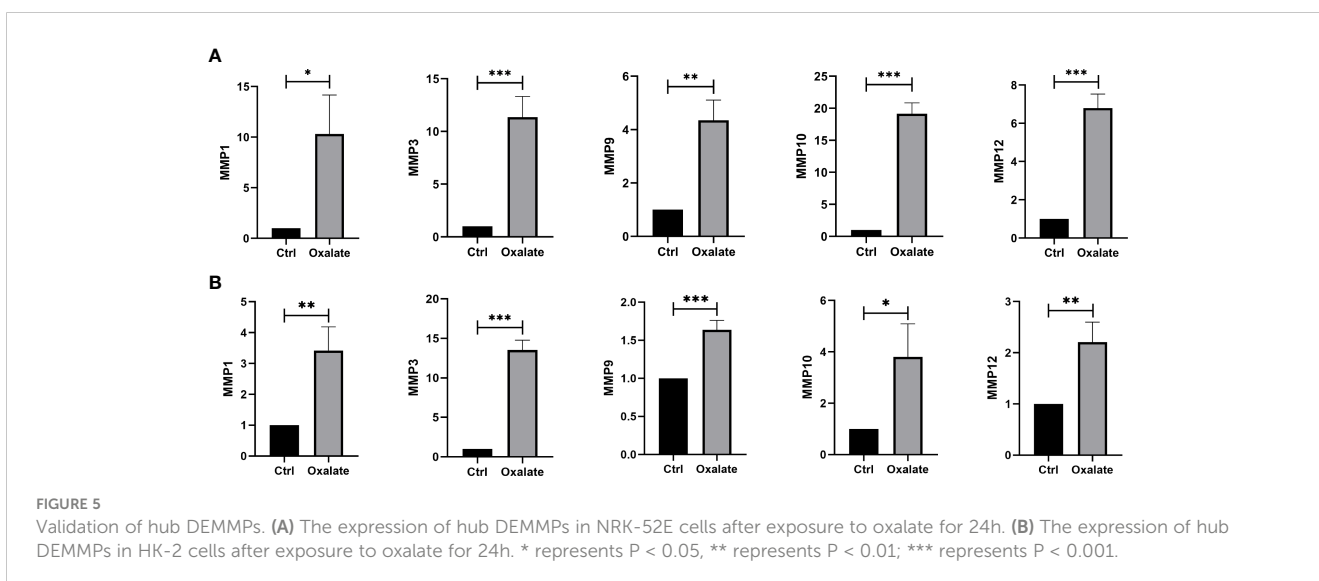 A
* *** ** *** ***
15 10 5 0 MMP1 Ctrl Oxalate
15 10 5 0 MMP3 Ctrl Oxalate
6 4 2 0 MMP9 Ctrl Oxalate
25 20 15 10 5 0 MMP10 Ctrl Oxalate
8 6 4 2 0 MMP12 Ctrl Oxalate
B
** *** *** * **
5 4 3 2 1 0 MMP1 Ctrl Oxalate
20 15 10 5 0 MMP3 Ctrl Oxalate
2.0 1.5 1.0 0.5 0.0 MMP9 Ctrl Oxalate
6 4 2 0 MMP10 Ctrl Oxalate
3 2 1 0 MMP12 Ctrl Oxalate
FIGURE 5
Validation of hub DEMMPs. (A) The expression of hub DEMMPs in NRK-52E cells after exposure to oxalate for 24h. (B) The expression of hub
DEMMPs in HK-2 cells after exposure to oxalate for 24h. * represents P < 0.05, ** represents P < 0.01; *** represents P < 0.001.